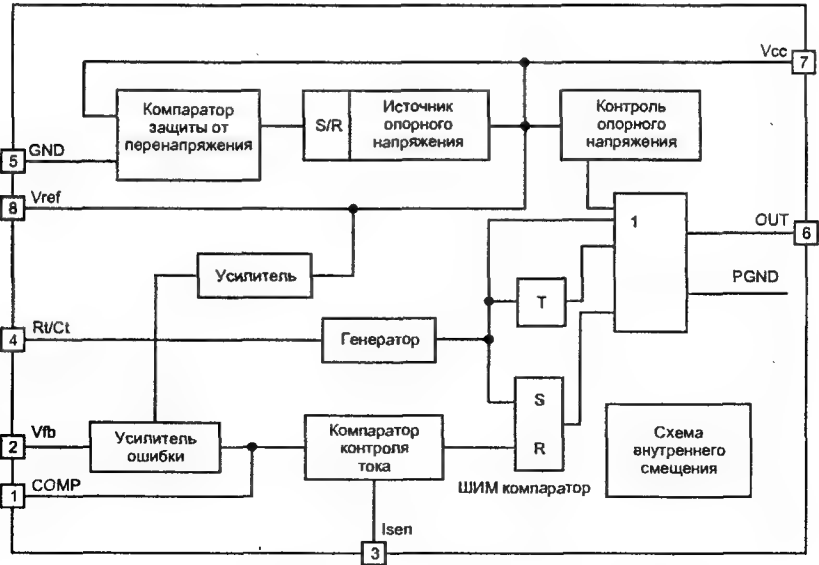 Vcc
7
Компаратор
защиты от
перенапряжения
S/R
Источник
опорного
напряжения
Контроль
опорного
напряжения
5
GND
8
Vref
1
OUT
6
Усилитель
PGND
T
4
Rt/Ct
Генератор
S
R
2
Vfb
Усилитель
ошибки
Компаратор
контроля
тока
Схема
внутреннего
смещения
1
COMP
ШИМ компаратор
Isen
3